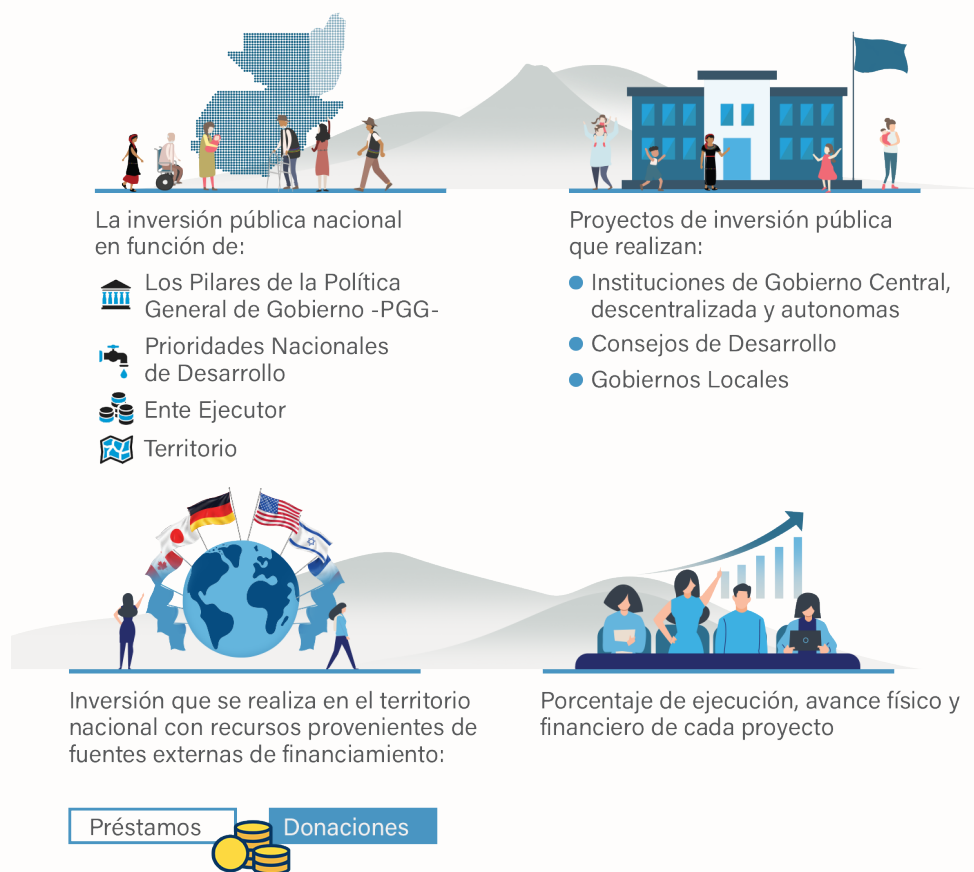 La inversión pública nacional
en función de:
Los Pilares de la Política
General de Gobierno -PGG-
Prioridades Nacionales
de Desarrollo
Ente Ejecutor
Territorio
Proyectos de inversión pública
que realizan:
Instituciones de Gobierno Central,
descentralizada y autonomas
Consejos de Desarrollo
Gobiernos Locales
Inversión que se realiza en el territorio
nacional con recursos provenientes de
fuentes externas de financiamiento:
Préstamos
Donaciones
Porcentaje de ejecución, avance físico y
financiero de cada proyecto